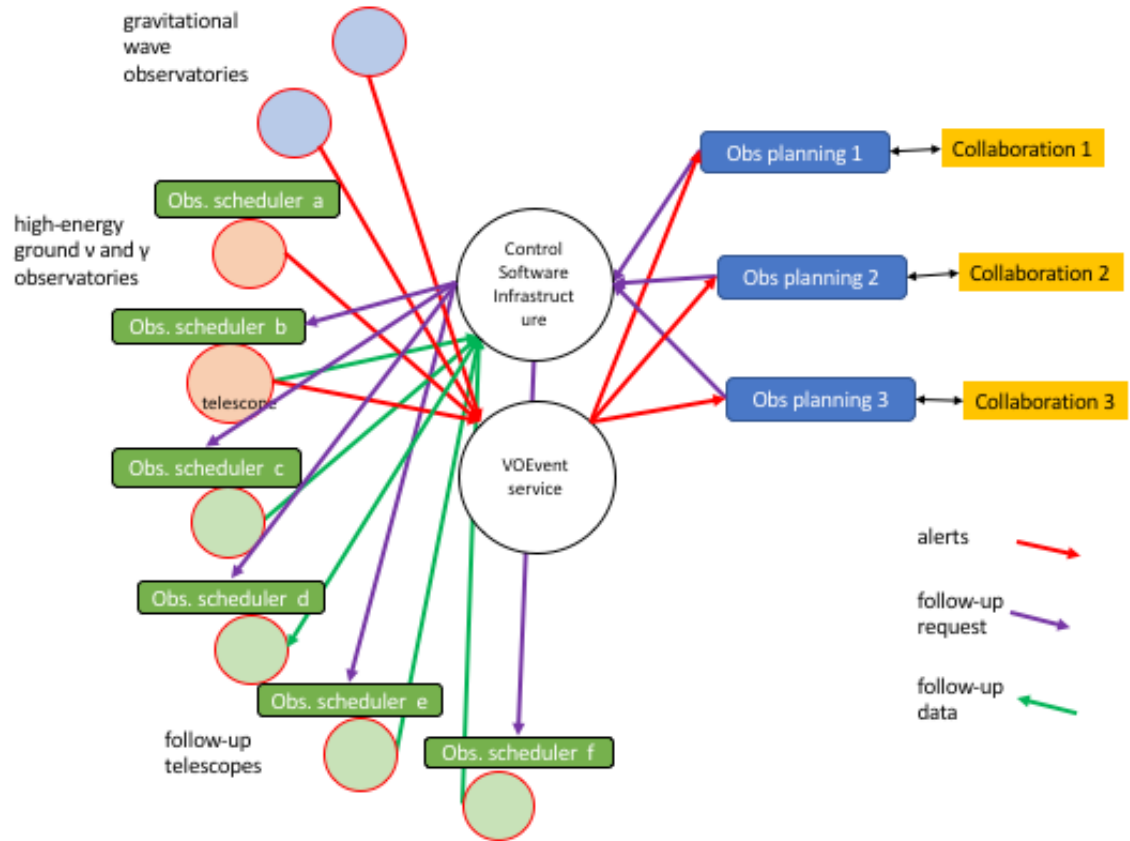 gravitational
wave
observatories
Obs. scheduler a
high-energy
ground ν and γ
observatories
Obs. scheduler b
telescope
Obs. scheduler c
Obs. scheduler d
Obs. scheduler e
follow-up
telescopes
Obs. scheduler f
Control
Software
Infrastruct
ure
VOEvent
service
Obs planning 1
Collaboration 1
Obs planning 2
Collaboration 2
Obs planning 3
Collaboration 3
alerts
follow-up
request
follow-up
data